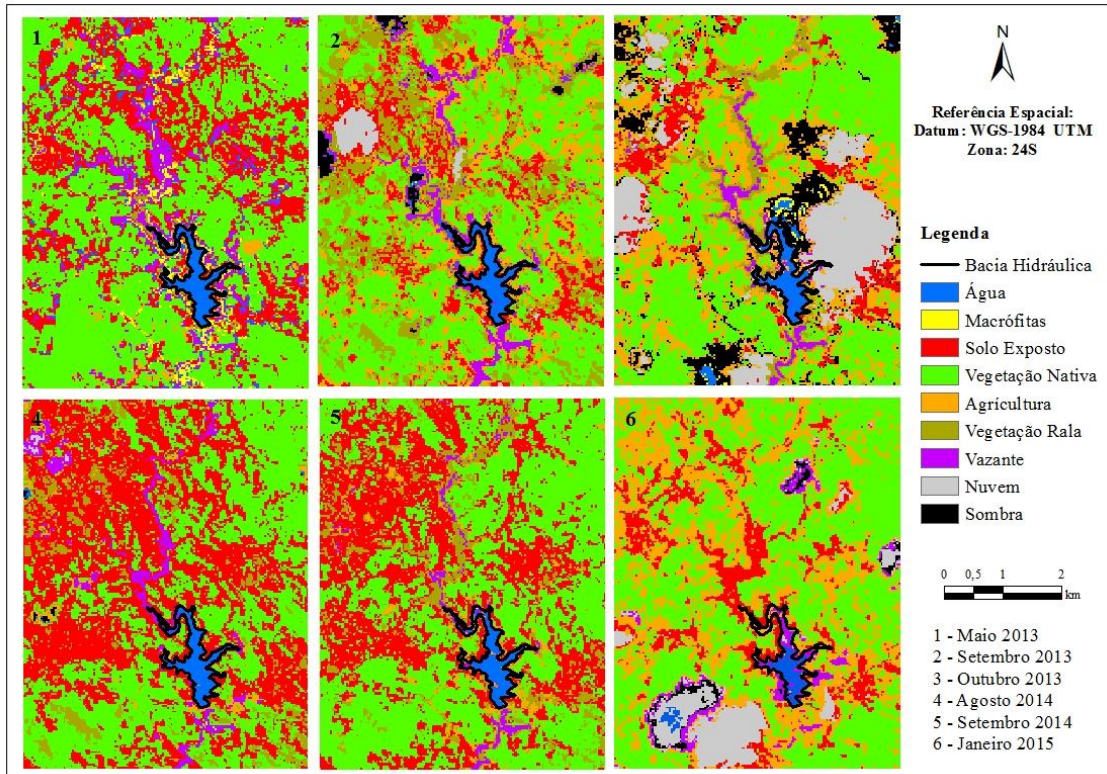 1
2
3
4
5
6
N
Referência Espacial:
Datum: WGS-1984 UTM
Zona: 24S
Legenda
Bacia Hidráulica
Água
Macrófitas
Solo Exposto
Vegetação Nativa
Agricultura
Vegetação Rala
Vazante
Nuvem
Sombra
0 0,5 1 2
km
1 - Maio 2013
2 - Setembro 2013
3 - Outubro 2013
4 - Agosto 2014
5 - Setembro 2014
6 - Janeiro 2015